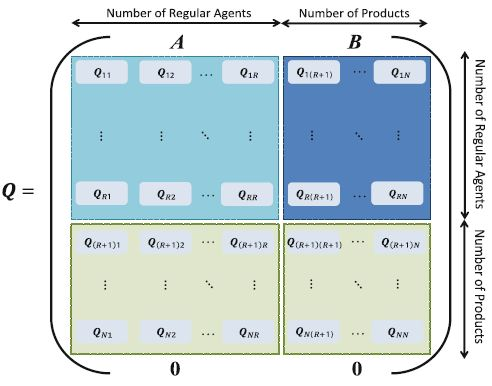 Number of Regular Agents Number of Products
A B
Q11 Q12 ⋯ Q1R Q1(R+1) ⋯ Q1N
⋮ ⋮ ⋱ ⋮ ⋮ ⋱ ⋮
Number of Regular Agents
Q =
QR1 QR2 ⋯ QRR QR(R+1) ⋯ QRN
Q(R+1)1 Q(R+1)2 ⋯ Q(R+1)R Q(R+1)(R+1) ⋯ Q(R+1)N
⋮ ⋮ ⋱ ⋮ ⋮ ⋱ ⋮
Number of Products
QN1 QN2 ⋯ QNR QN(R+1) ⋯ QNN
0 0